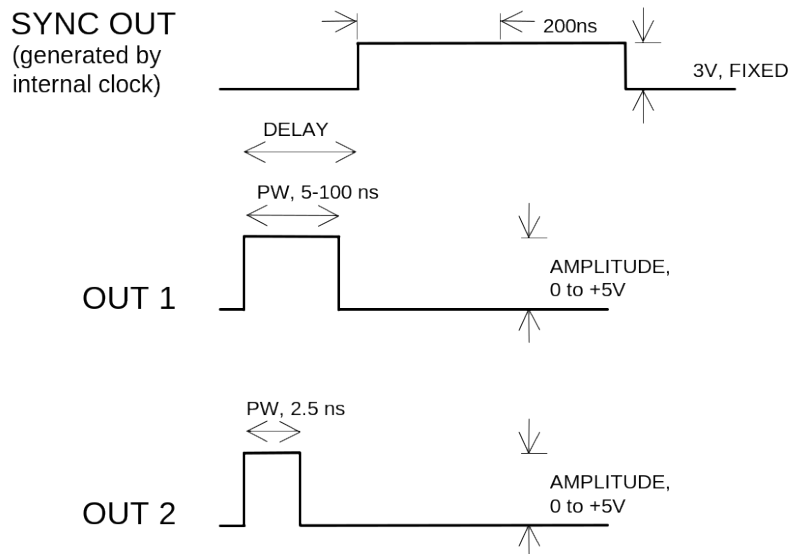 SYNC OUT
(generated by
internal clock)
200ns
3V, FIXED
DELAY
PW, 5-100 ns
OUT 1
AMPLITUDE,
0 to +5V
PW, 2.5 ns
OUT 2
AMPLITUDE,
0 to +5V